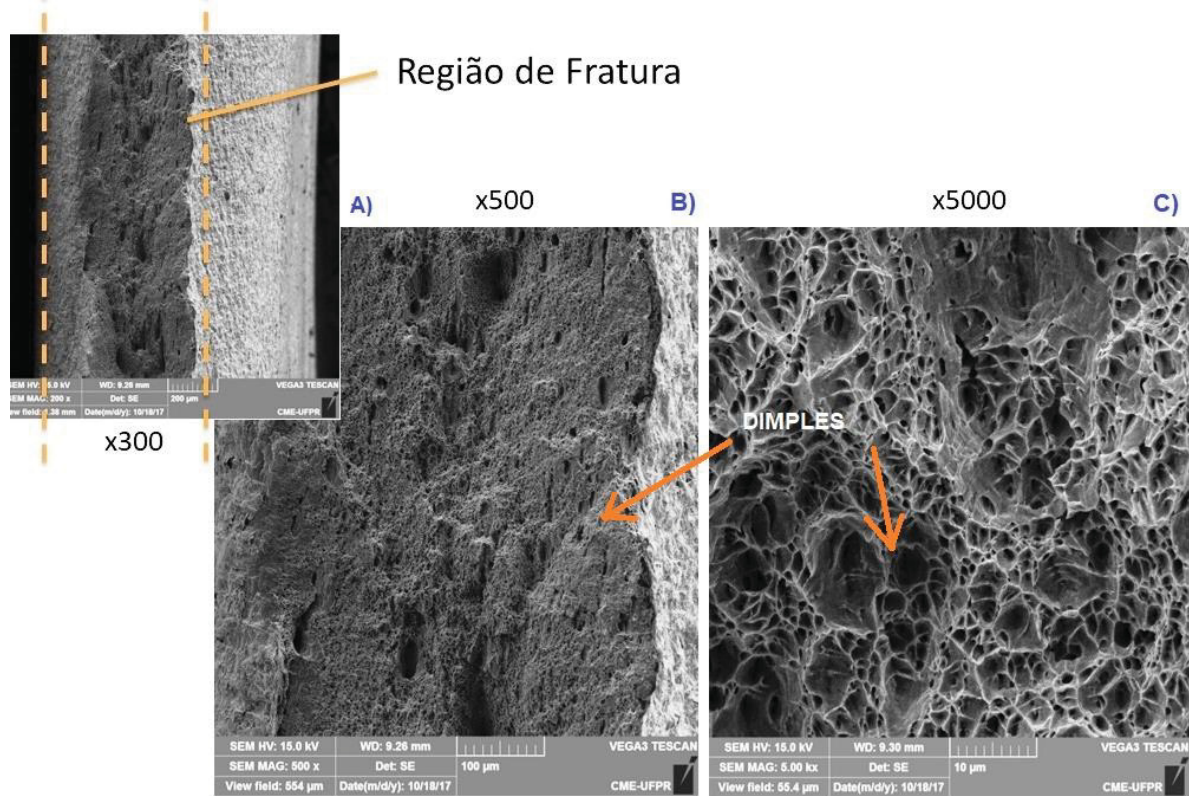 Região de Fratura
SEM HV: 15.0 kV WD: 9.26 mm VEGA3 TESCAN
SEM MAG: 200 x Det: SE 200 µm
Date(m/d/y): 10/18/17 CME-UFPR
x300
A)
x500
B)
x5000
C)
DIMPLES
SEM HV: 15.0 kV WD: 9.26 mm VEGA3 TESCAN
SEM MAG: 500 x Det: SE 100 µm
View field: 554 µm Date(m/d/y): 10/18/17 CME-UFPR
SEM HV: 15.0 kV WD: 9.30 mm VEGA3 TESCAN
SEM MAG: 5.00 kx Det: SE 10 µm
View field: 55.4 µm Date(m/d/y): 10/18/17 CME-UFPR